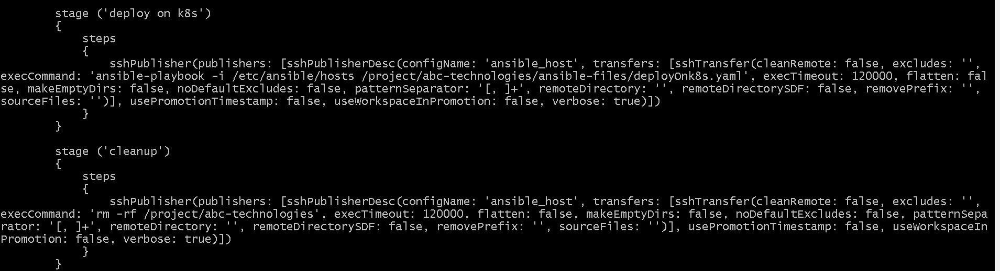 stage ('deploy on k8s')
{
steps
{
sshPublisher(publishers: [sshPublisherDesc(configName: 'ansible_host', transfers: [sshTransfer(cleanRemote: false, excludes: '',
execCommand: 'ansible-playbook -i /etc/ansible/hosts /project/abc-technologies/ansible-files/deployOnk8s.yaml', execTimeout: 120000, flatten: fal
se, makeEmptyDirs: false, noDefaultExcludes: false, patternSeparator: '[, ]+', remoteDirectory: '', remoteDirectorySDF: false, removePrefix: '',
sourceFiles: '')], usePromotionTimestamp: false, useWorkspaceInPromotion: false, verbose: true)])
}
}
stage ('cleanup')
{
steps
{
sshPublisher(publishers: [sshPublisherDesc(configName: 'ansible_host', transfers: [sshTransfer(cleanRemote: false, excludes: '',
execCommand: 'rm -rf /project/abc-technologies', execTimeout: 120000, flatten: false, makeEmptyDirs: false, noDefaultExcludes: false, patternSepa
rator: '[, ]+', remoteDirectory: '', remoteDirectorySDF: false, removePrefix: '', sourceFiles: '')], usePromotionTimestamp: false, useWorkspaceIn
Promotion: false, verbose: true)])
}
}